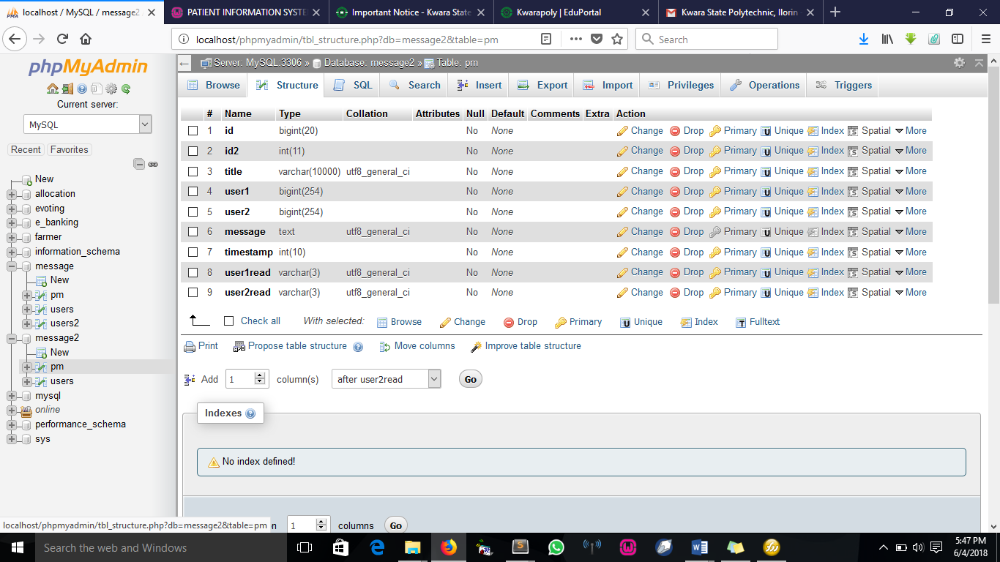 localhost / MySQL / message2
PATIENT INFORMATION SYSTE
Important Notice - Kwara State
Kwarapoly | EduPortal
Kwara State Polytechnic, Ilorin
localhost/phpmyadmin/tbl_structure.php?db=message2&table=pm
Search
phpMyAdmin
Current server:
MySQL
Recent Favorites
New
allocation
evoting
e_banking
farmer
information_schema
message
New
pm
users
users2
message2
New
pm
users
mysql
online
performance_schema
sys
Server: MySQL:3306 » Database: message2 » Table: pm
Browse Structure SQL Search Insert Export Import Privileges Operations Triggers
# Name Type Collation Attributes Null Default Comments Extra Action
1 id bigint(20) No None Change Drop Primary Unique Index Spatial More
2 id2 int(11) No None Change Drop Primary Unique Index Spatial More
3 title varchar(10000) utf8_general_ci No None Change Drop Primary Unique Index Spatial More
4 user1 bigint(254) No None Change Drop Primary Unique Index Spatial More
5 user2 bigint(254) No None Change Drop Primary Unique Index Spatial More
6 message text utf8_general_ci No None Change Drop Primary Unique Index Spatial More
7 timestamp int(10) No None Change Drop Primary Unique Index Spatial More
8 user1read varchar(3) utf8_general_ci No None Change Drop Primary Unique Index Spatial More
9 user2read varchar(3) utf8_general_ci No None Change Drop Primary Unique Index Spatial More
Check all With selected: Browse Change Drop Primary Unique Index Fulltext
Print Propose table structure Move columns Improve table structure
Add 1 column(s) after user2read Go
Indexes
No index defined!
n 1 columns Go
localhost/phpmyadmin/tbl_structure.php?db=message2&table=pm
Search the web and Windows
5:47 PM
6/4/2018